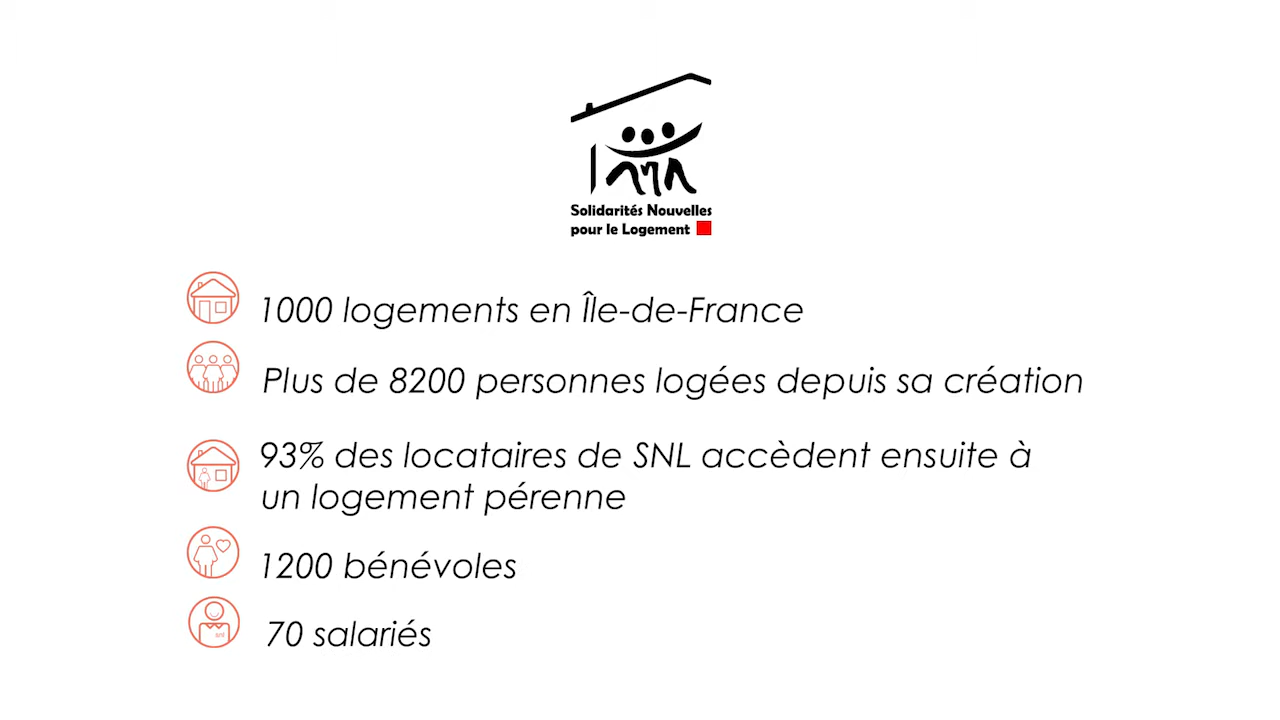 Solidarités Nouvelles
pour le Logement
1000 logements en Île-de-France
Plus de 8200 personnes logées depuis sa création
93% des locataires de SNL accèdent ensuite à
un logement pérenne
1200 bénévoles
snl
70 salariés